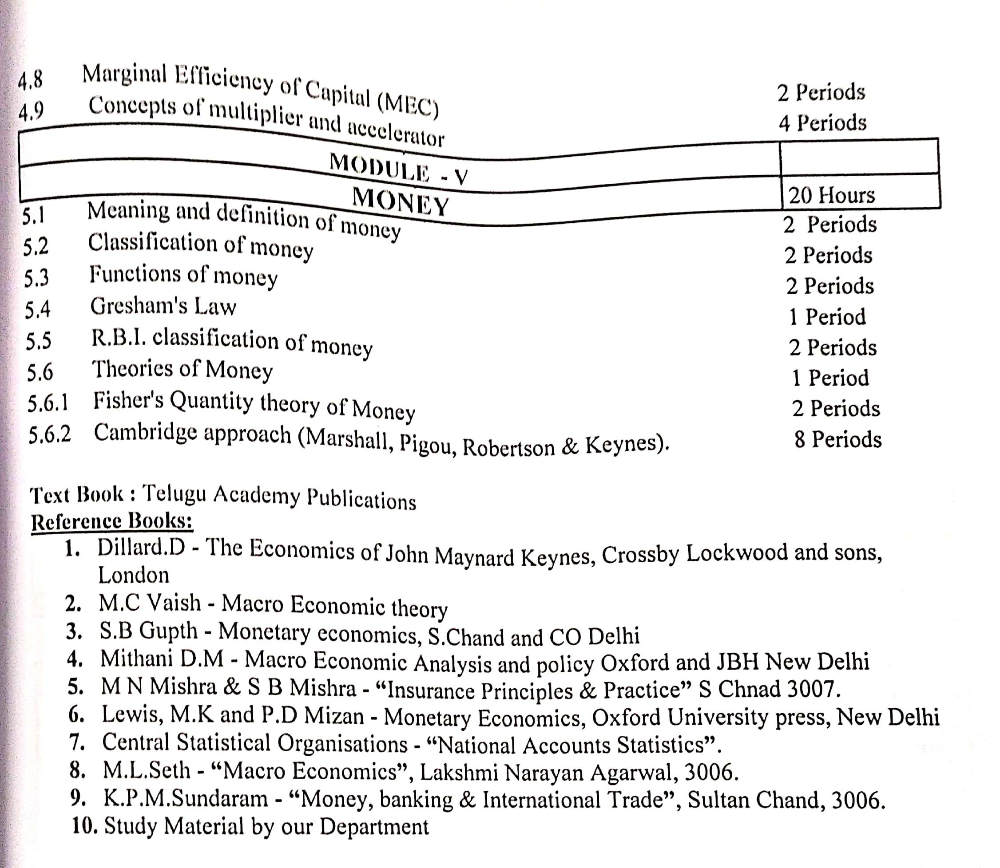 4.8 Marginal Efficiency of Capital (MEC) 2 Periods
4.9 Concepts of multiplier and accelerator 4 Periods
MODULE - V
MONEY 20 Hours
5.1 Meaning and definition of money 2 Periods
5.2 Classification of money 2 Periods
5.3 Functions of money 2 Periods
5.4 Gresham's Law 1 Period
5.5 R.B.I. classification of money 2 Periods
5.6 Theories of Money 1 Period
5.6.1 Fisher's Quantity theory of Money 2 Periods
5.6.2 Cambridge approach (Marshall, Pigou, Robertson & Keynes). 8 Periods
Text Book : Telugu Academy Publications
Reference Books:
1. Dillard.D - The Economics of John Maynard Keynes, Crossby Lockwood and sons,
London
2. M.C Vaish - Macro Economic theory
3. S.B Gupth - Monetary economics, S.Chand and CO Delhi
4. Mithani D.M - Macro Economic Analysis and policy Oxford and JBH New Delhi
5. M N Mishra & S B Mishra - “Insurance Principles & Practice” S Chnad 3007.
6. Lewis, M.K and P.D Mizan - Monetary Economics, Oxford University press, New Delhi
7. Central Statistical Organisations - “National Accounts Statistics”.
8. M.L.Seth - “Macro Economics”, Lakshmi Narayan Agarwal, 3006.
9. K.P.M.Sundaram - “Money, banking & International Trade”, Sultan Chand, 3006.
10. Study Material by our Department